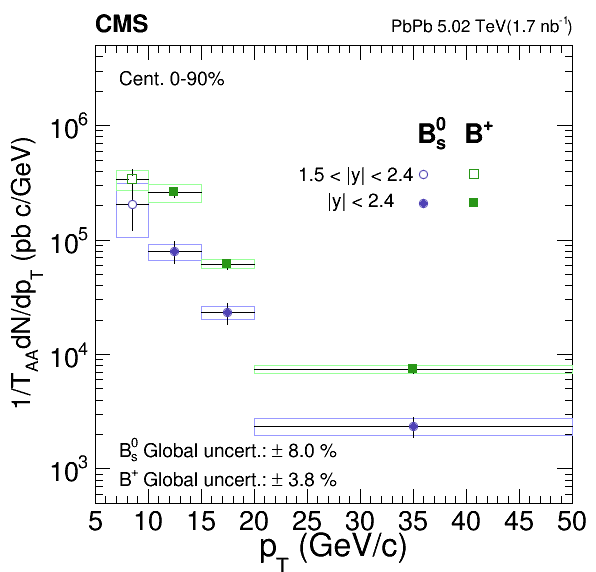 CMS PbPb 5.02 TeV(1.7 nb⁻¹)
Cent. 0-90%
B⁰ₛ B⁺
1.5 < |y| < 2.4
|y| < 2.4
1/T_AA dN/dp_T (pb c/GeV)
10⁶
10⁵
10⁴
10³
B⁰ₛ Global uncert.: ± 8.0 %
B⁺ Global uncert.: ± 3.8 %
5 10 15 20 25 30 35 40 45 50
p_T (GeV/c)